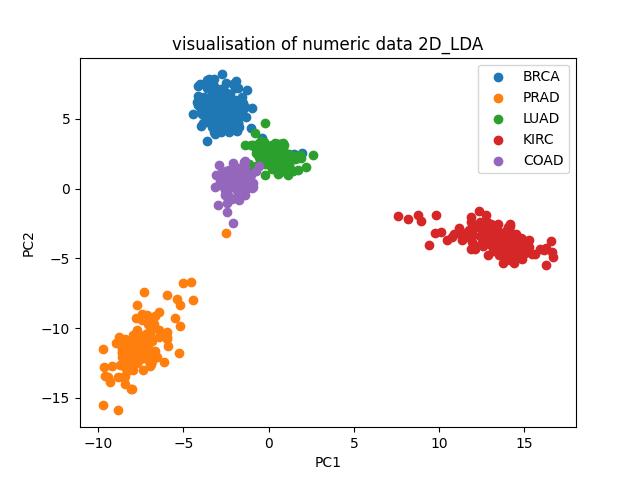 visualisation of numeric data 2D_LDA
BRCA
PRAD
LUAD
KIRC
COAD
5
0
−5
−10
−15
PC2
−10
−5
0
5
10
15
PC1